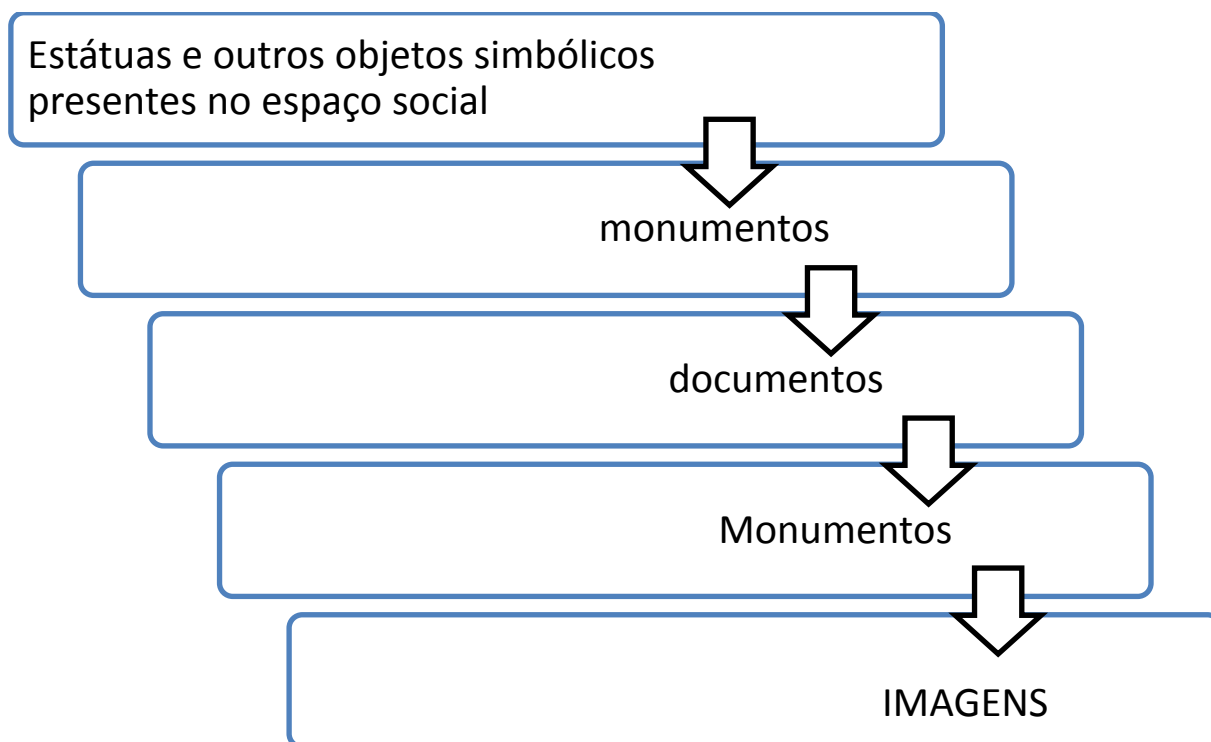 Estátuas e outros objetos simbólicos
presentes no espaço social
monumentos
documentos
Monumentos
IMAGENS